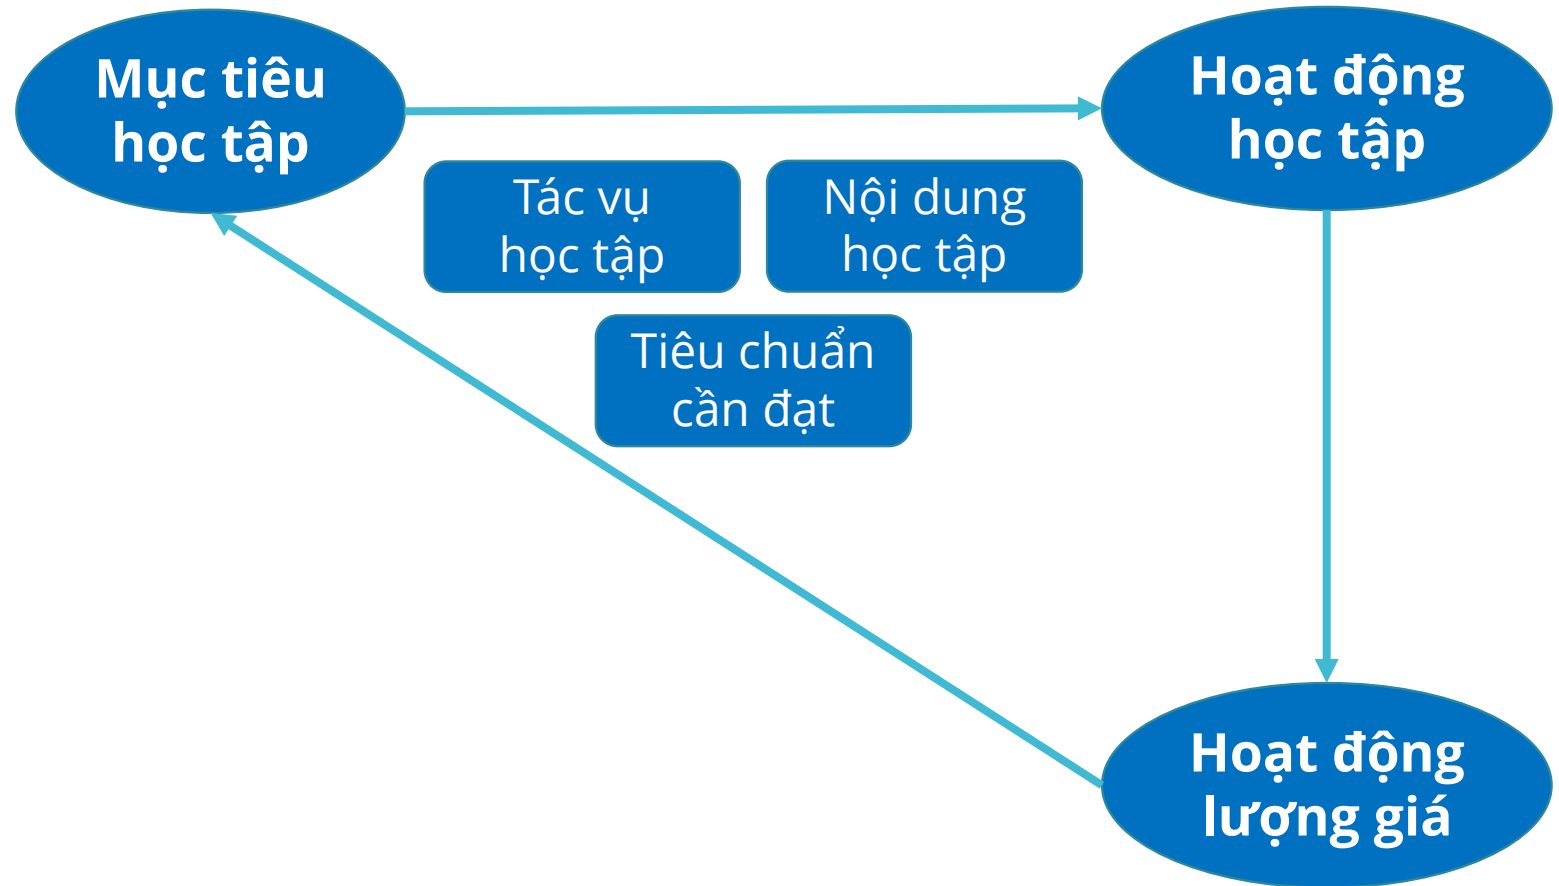 Mục tiêu
học tập
Hoạt động
học tập
Tác vụ
học tập
Nội dung
học tập
Tiêu chuẩn
cần đạt
Hoạt động
lượng giá